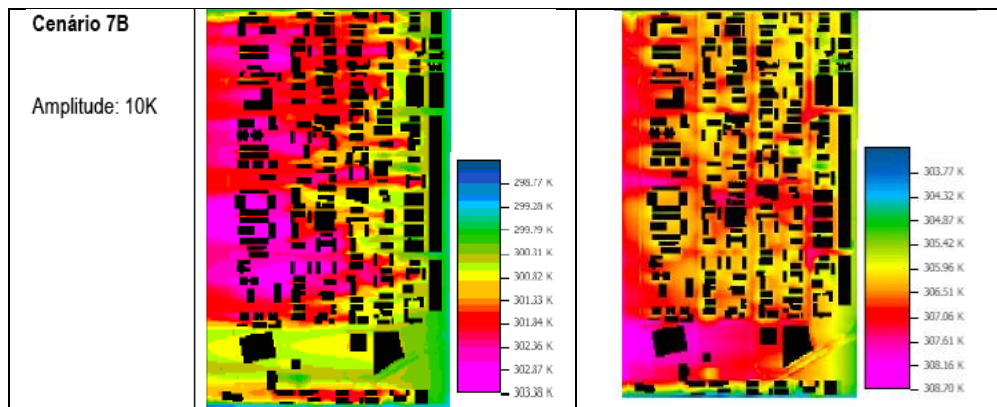 Cenário 7B
Amplitude: 10K
298.77 K
299.28 K
299.79 K
300.31 K
300.82 K
301.33 K
301.84 K
302.36 K
302.87 K
303.38 K
303.77 K
304.32 K
304.87 K
305.42 K
305.96 K
306.51 K
307.06 K
307.61 K
308.16 K
308.70 K